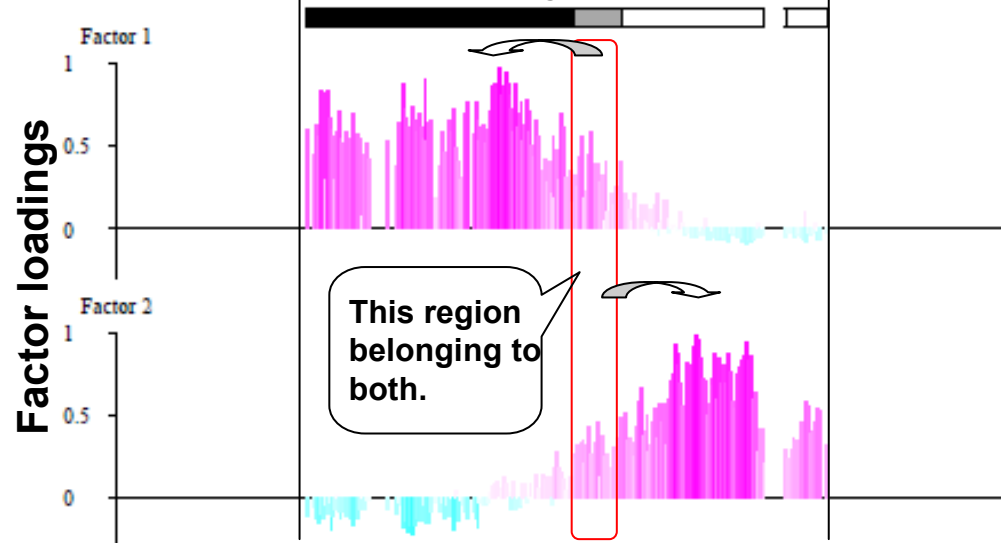 Factor 1
1
0.5
0
Factor loadings
This region
belonging to
both.
Factor 2
1
0.5
0